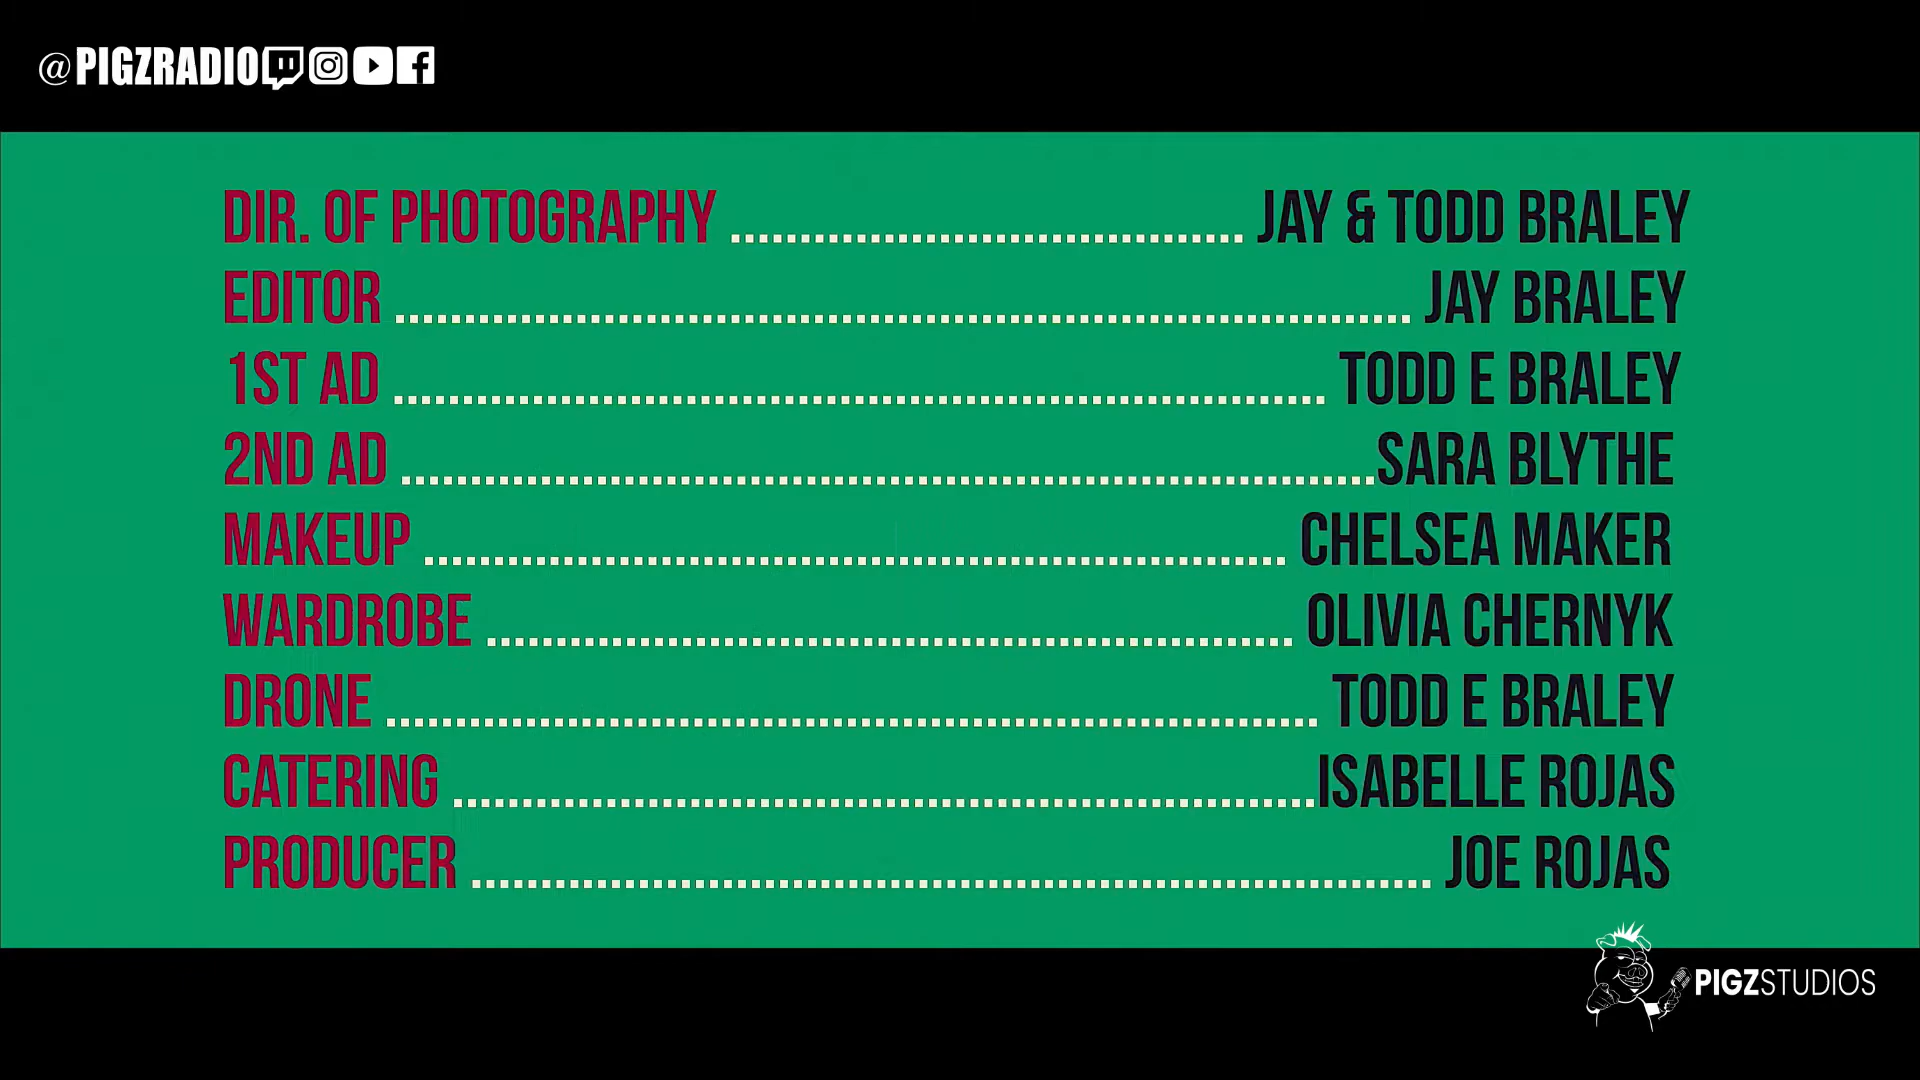 @PIGZRADIO
DIR. OF PHOTOGRAPHY ..................................... JAY & TODD BRALEY
EDITOR ......................................................................... JAY BRALEY
1ST AD ................................................................... TODD E BRALEY
2ND AD ......................................................................SARA BLYTHE
MAKEUP .............................................................. CHELSEA MAKER
WARDROBE .......................................................... OLIVIA CHERNYK
DRONE ................................................................... TODD E BRALEY
CATERING ..............................................................ISABELLE ROJAS
PRODUCER ..................................................................... JOE ROJAS
PIGZSTUDIOS